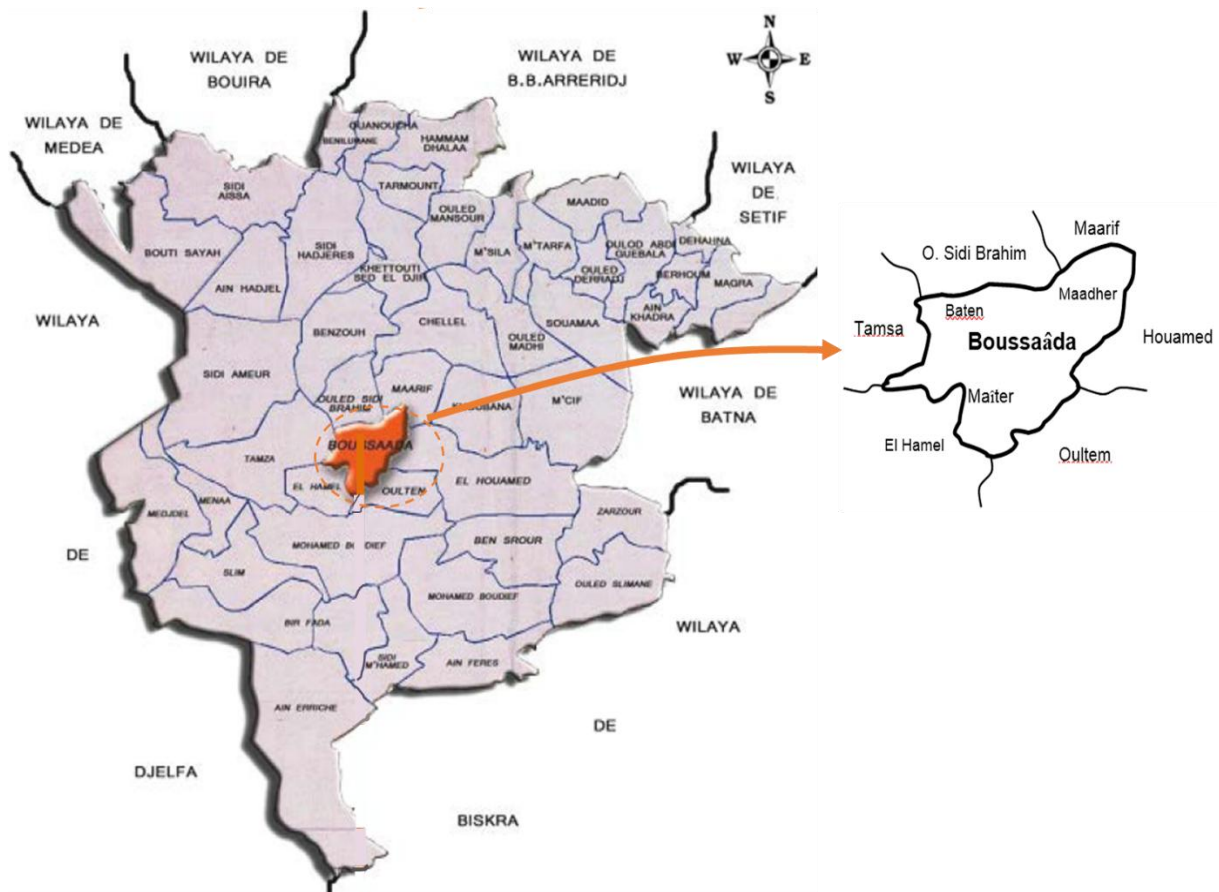 WILAYA DE
BOUIRA
WILAYA DE
B.B.ARRERIDJ
N
W E
S
WILAYA DE
MEDEA
WILAYA
DE
SETIF
OUANOUGHA
BENILUMANE
HAMMAM
DHALAA
TARMOUNT
SIDI
AISSA
OULED
MANSOUR
MAADID
BOUTI SAYAH
SIDI
HADJERES
M'SILA
M'TARFA
OULOD ABDI
GUEBALA
DEHAHNA
AIN HADJEL
KHETTOUTI
SED EL DJIR
OULED
DERRADJ
BERHOUM
MAGRA
AIN
KHADRA
BENZOUH
CHELLEL
OULED
MADHI
SOUAMAA
WILAYA
SIDI AMEUR
OULED SIDI
BRAHIM
MAARIF
M'CIF
WILAYA DE
BATNA
BOUSSAADA
TAMZA
EL HAMEL
OULTEN
EL HOUAMED
MEDJDEL
MENAA
ZARZOUR
DE
MOHAMED BOUDIEF
BEN SROUR
SLIM
MOHAMED BOUDIEF
OULED SLIMANE
BIR FADA
SIDI
M'HAMED
AIN FERES
WILAYA
AIN ERRICHE
DE
DJELFA
BISKRA
Maarif
O. Sidi Brahim
Maadher
Baten
Tamsa
Boussaâda
Houamed
Maïter
El Hamel
Oultem